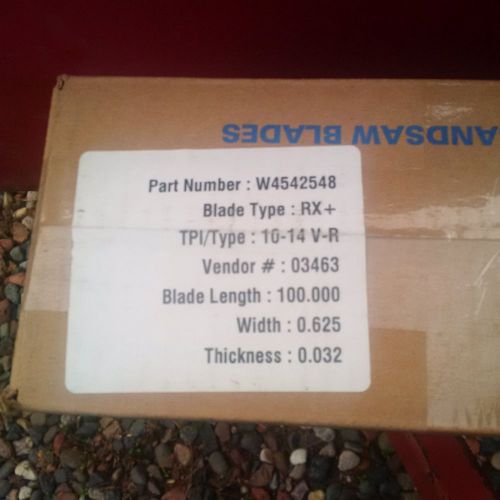 ANDSAW BLADES
Part Number : W4542548
Blade Type : RX+
TPI/Type : 10-14 V-R
Vendor # : 03463
Blade Length : 100.000
Width : 0.625
Thickness : 0.032